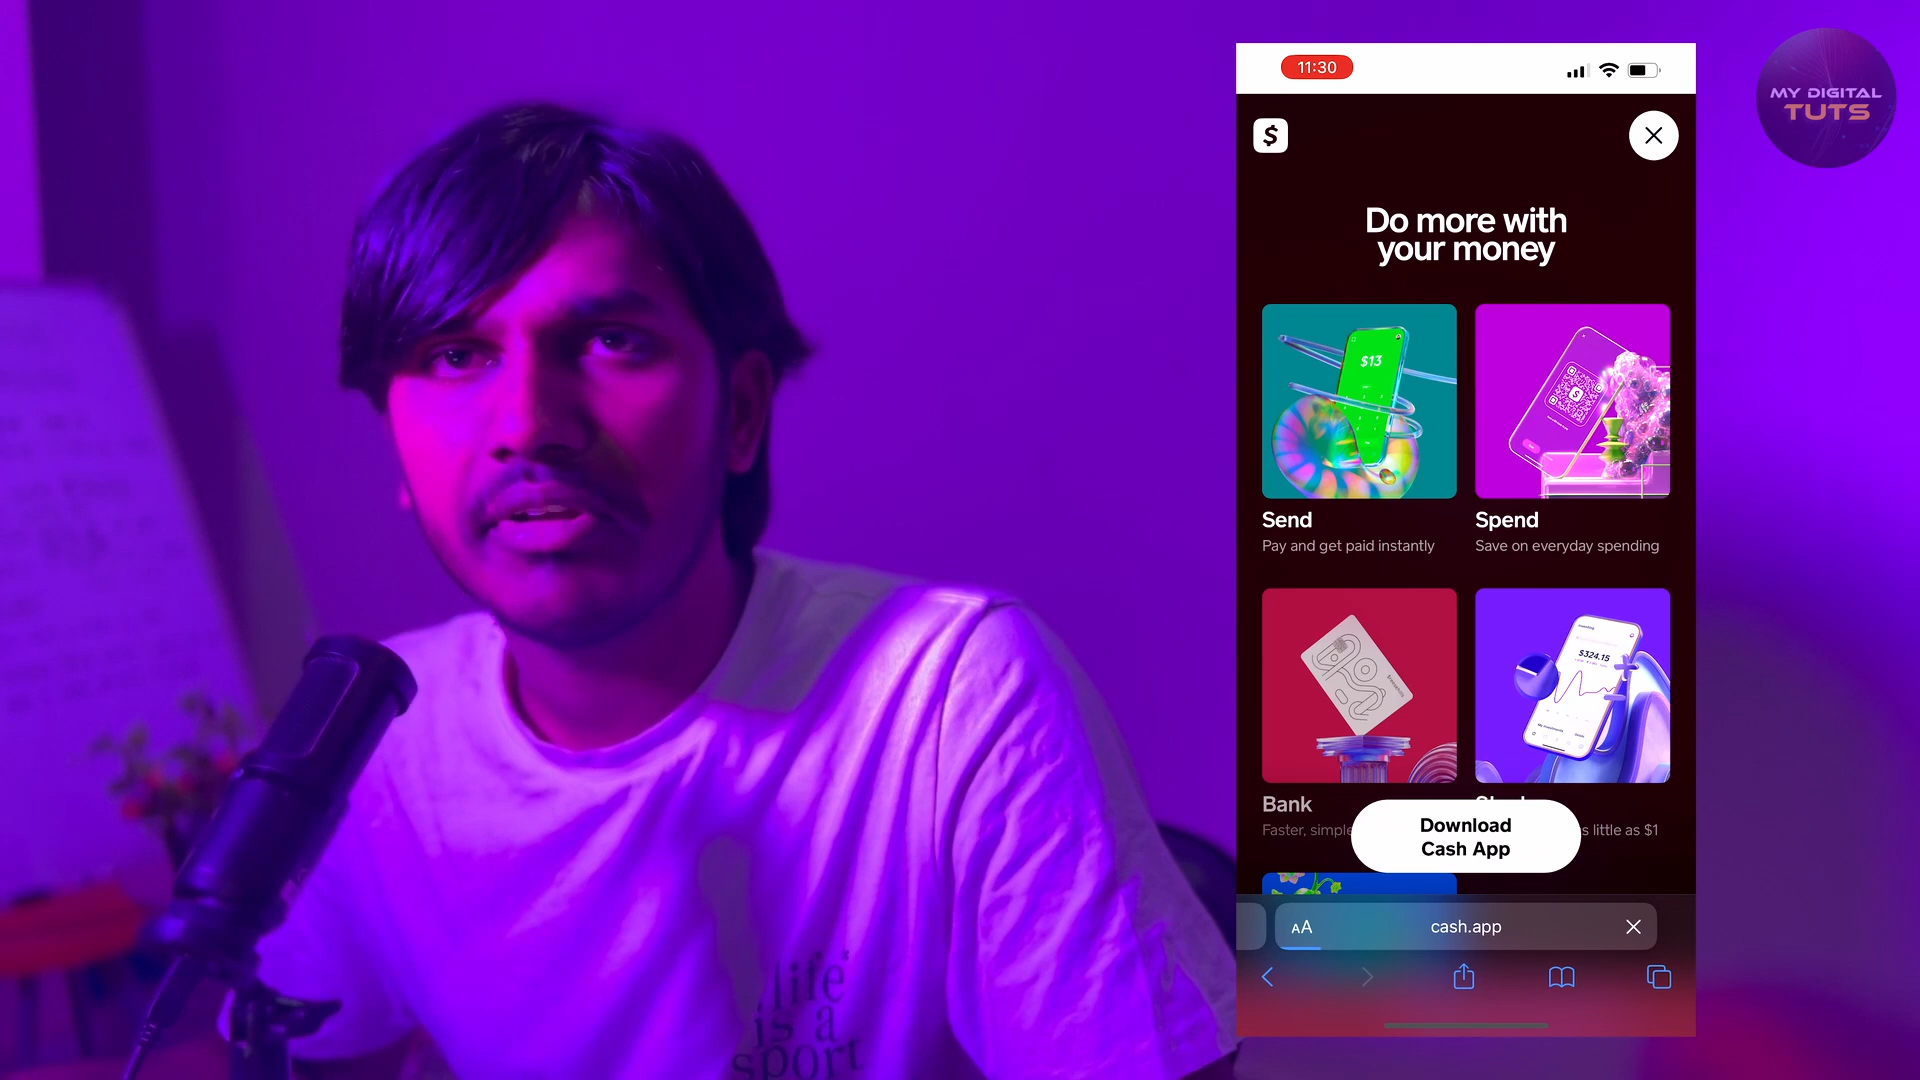 11:30
MY DIGITAL
TUTS
$
Do more with
your money
$13
$
Send
Pay and get paid instantly
Spend
Save on everyday spending
$324.15
Bank
Faster, simple
s little as $1
Download
Cash App
AA
cash.app
life
is a
sport